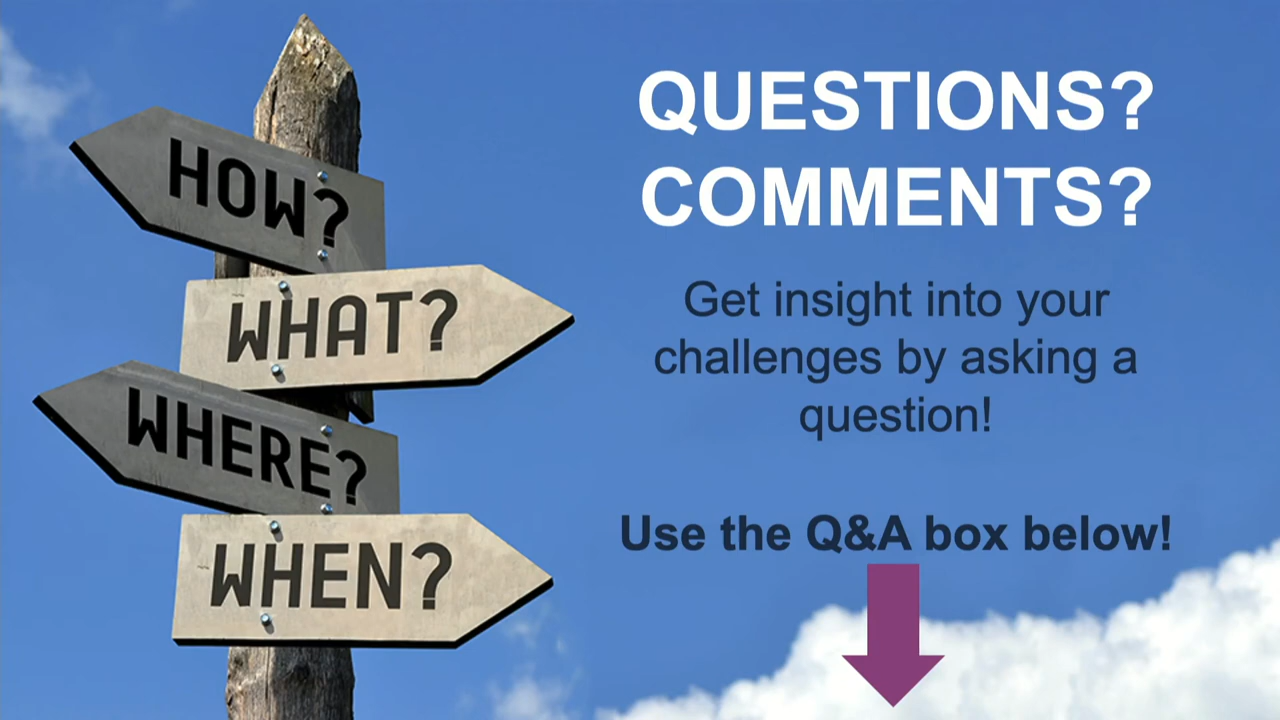 HOW?
WHAT?
WHERE?
WHEN?
QUESTIONS?
COMMENTS?
Get insight into your
challenges by asking a
question!
Use the Q&A box below!